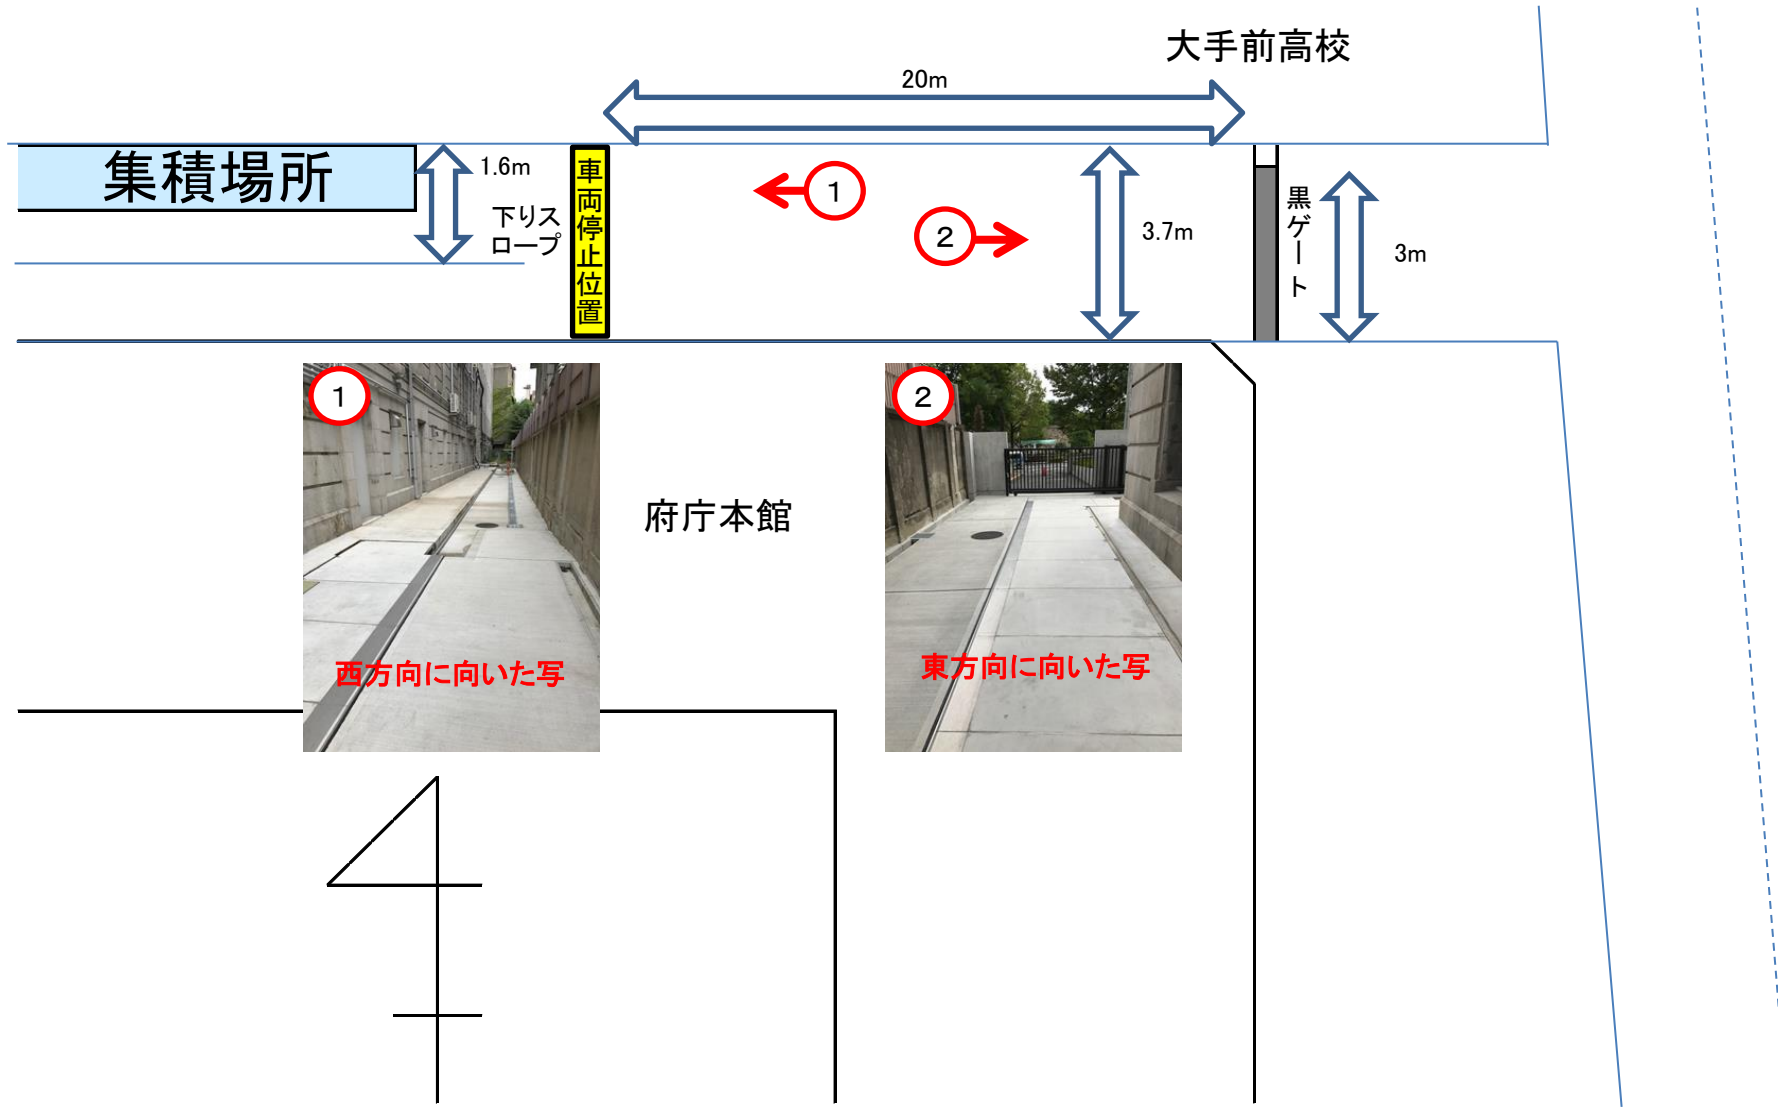 大手前高校
20m
集積場所
1.6m
下りス
ロープ
車両停止位置
1
2
3.7m
黒ゲート
3m
1
西方向に向いた写
府庁本館
2
東方向に向いた写